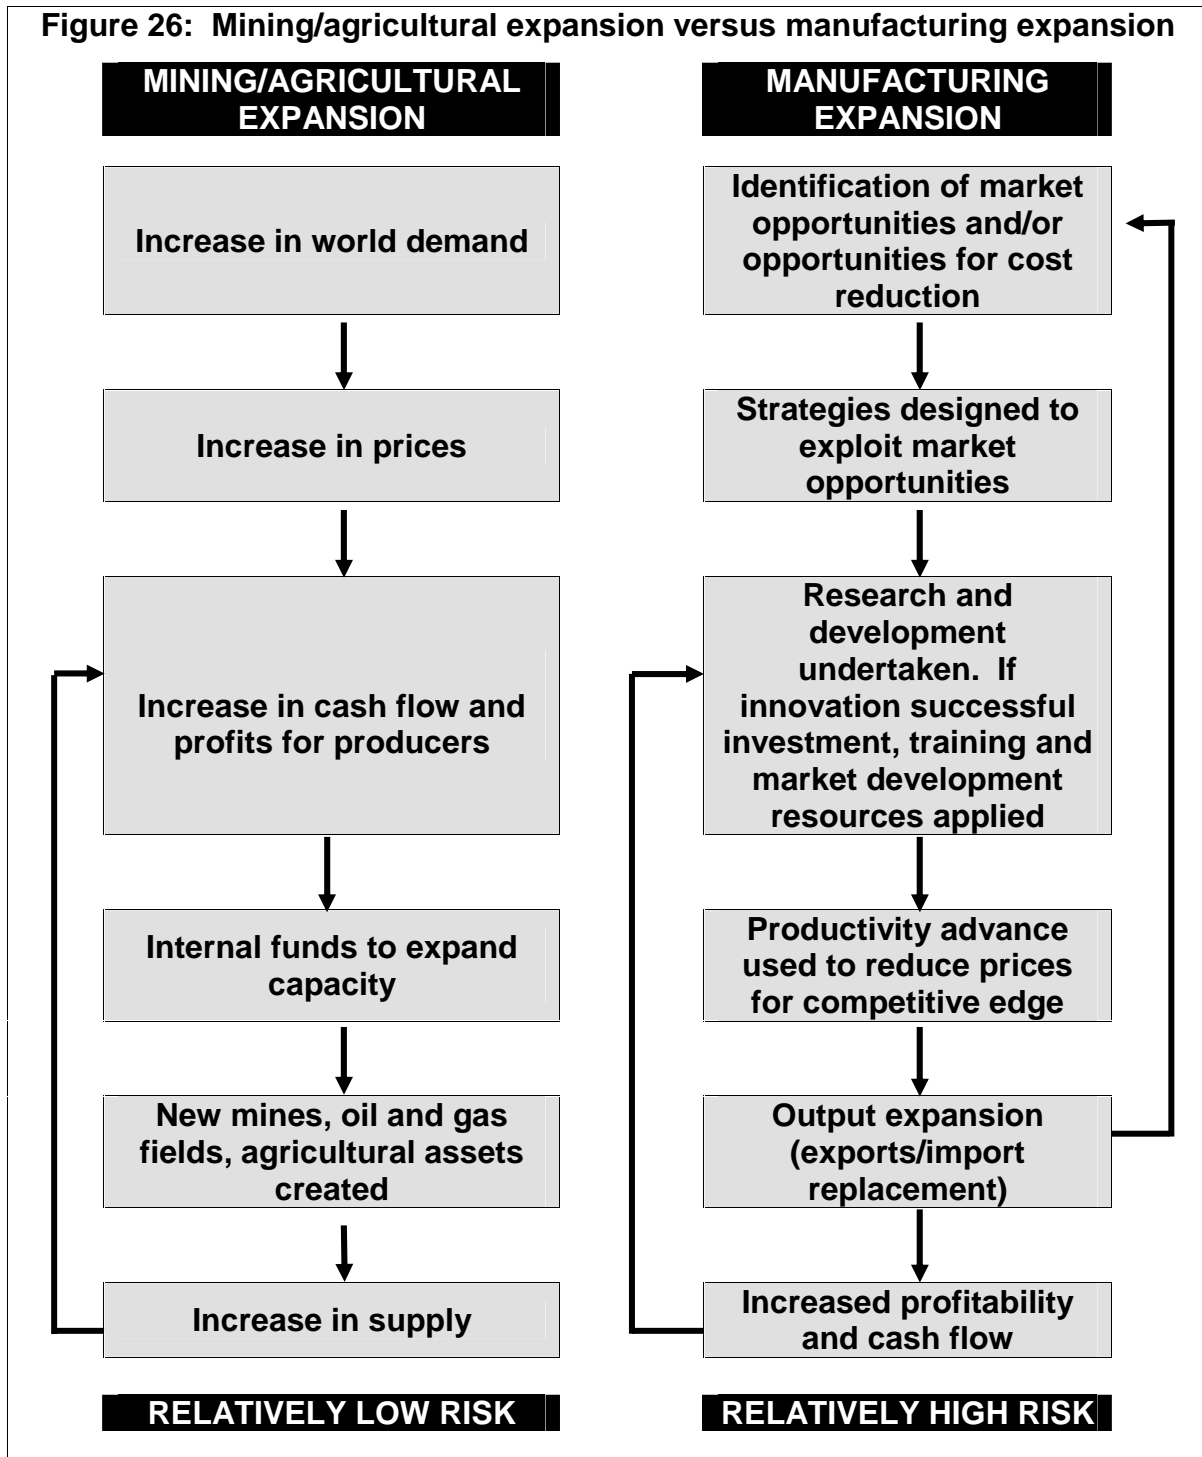 Figure 26:  Mining/agricultural expansion versus manufacturing expansion
MINING/AGRICULTURAL
EXPANSION
Increase in world demand
Increase in prices
Increase in cash flow and
profits for producers
Internal funds to expand
capacity
New mines, oil and gas
fields, agricultural assets
created
Increase in supply
RELATIVELY LOW RISK
MANUFACTURING
EXPANSION
Identification of market
opportunities and/or
opportunities for cost
reduction
Strategies designed to
exploit market
opportunities
Research and
development
undertaken.  If
innovation successful
investment, training and
market development
resources applied
Productivity advance
used to reduce prices
for competitive edge
Output expansion
(exports/import
replacement)
Increased profitability
and cash flow
RELATIVELY HIGH RISK